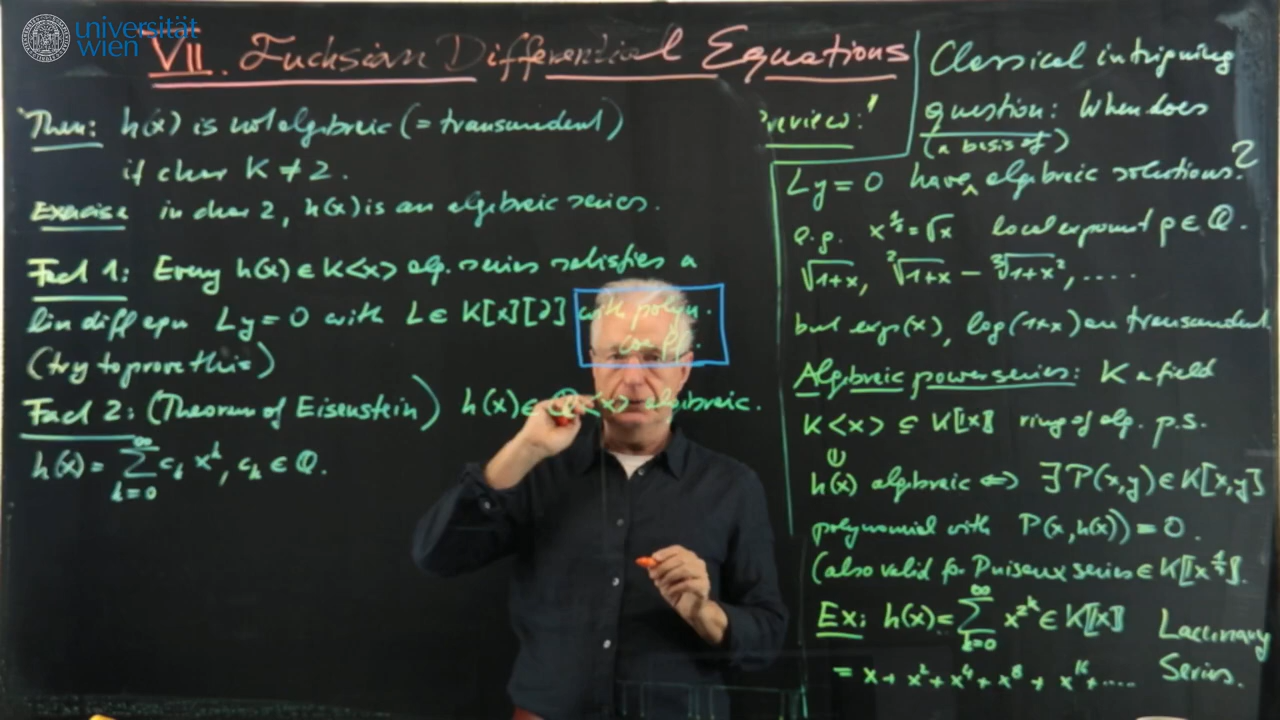 universität
wien
VII. Fuchsian Differential Equations
Then: h(x) is not algebraic (= transcendent)
if char K ≠ 2.
Exercise in char 2, h(x) is an algebraic series.
Fact 1: Every h(x) ∈ K<x> alg. series satisfies a
lin diff equ Ly = 0 with L ∈ K[x][∂] with polyn.
coeff.
(try to prove this)
Fact 2: (Theorem of Eisenstein) h(x) ∈ Q<x> algebraic.
h(x) = ∑_{k=0}^{∞} c_k x^k, c_k ∈ Q.
Preview:
Classical intriguing
question: When does
(a basis of)
Ly = 0 have algebraic solutions?
e.g. x^{1/2} = √x local exponent ρ ∈ Q.
√1+x, ²√1+x − ³√1+x², ....
but exp(x), log(1+x) are transcendent
Algebraic power series: K a field
K<x> ⊆ K[[x]] ring of alg. p.s.
h(x) algebraic <=> ∃ P(x,y) ∈ K[x,y]
polynomial with P(x,h(x)) = 0.
(also valid for Puiseux series ∈ K[[x^{1/r}]].
Ex: h(x) = ∑_{k=0}^{∞} x^{2^k} ∈ K[[x]] Lacunary
= x + x² + x⁴ + x⁸ + x¹⁶ + .... Series.